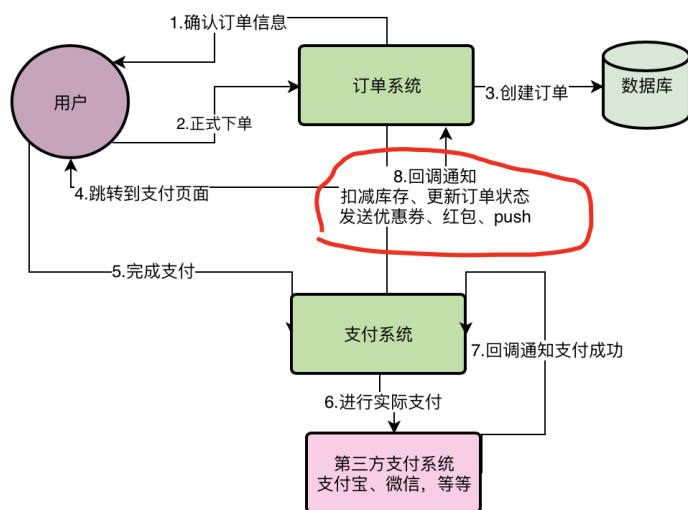 1.确认订单信息
用户
订单系统
数据库
3.创建订单
2.正式下单
8.回调通知
扣减库存、更新订单状态
发送优惠券、红包、push
4.跳转到支付页面
5.完成支付
支付系统
7.回调通知支付成功
6.进行实际支付
第三方支付系统
支付宝、微信，等等